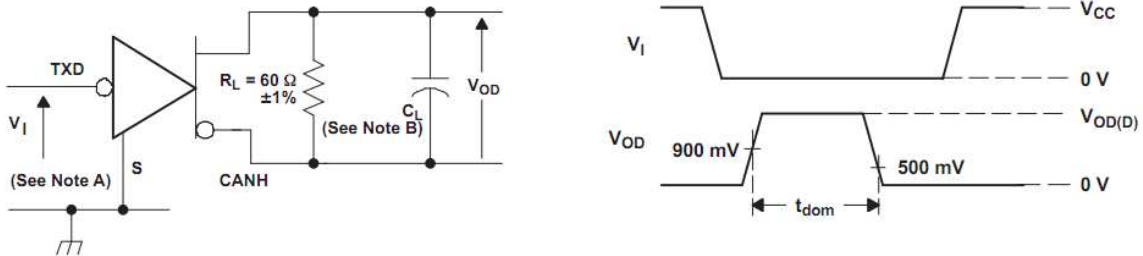 TXD
V_I
(See Note A)
S
R_L = 60 Ω
±1%
(See Note B)
C_L
V_OD
CANH
V_I
V_CC
0 V
V_OD
900 mV
V_OD(D)
500 mV
0 V
t_dom